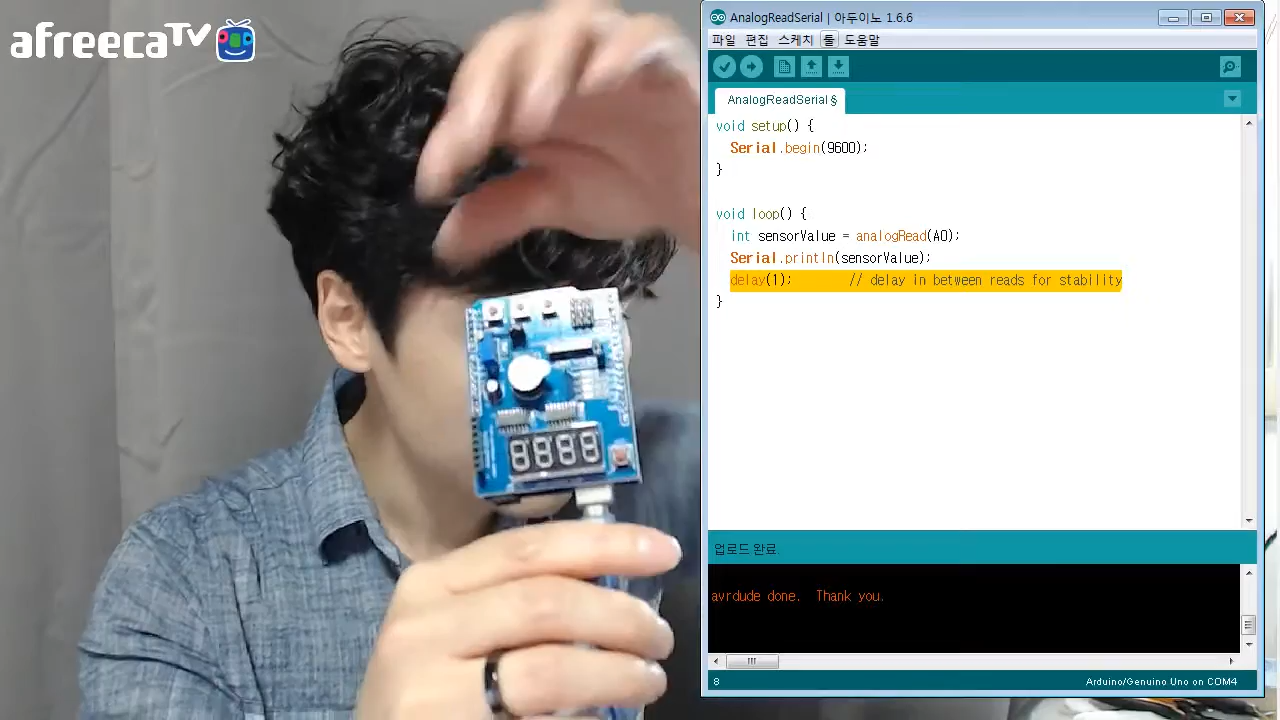 afreecaTV
AnalogReadSerial | 아두이노 1.6.6
파일 편집 스케치 툴 도움말
AnalogReadSerial §
void setup() {
Serial.begin(9600);
}
void loop() {
int sensorValue = analogRead(A0);
Serial.println(sensorValue);
delay(1);        // delay in between reads for stability
}
8888
업로드 완료.
avrdude done.  Thank you.
8
Arduino/Genuino Uno on COM4